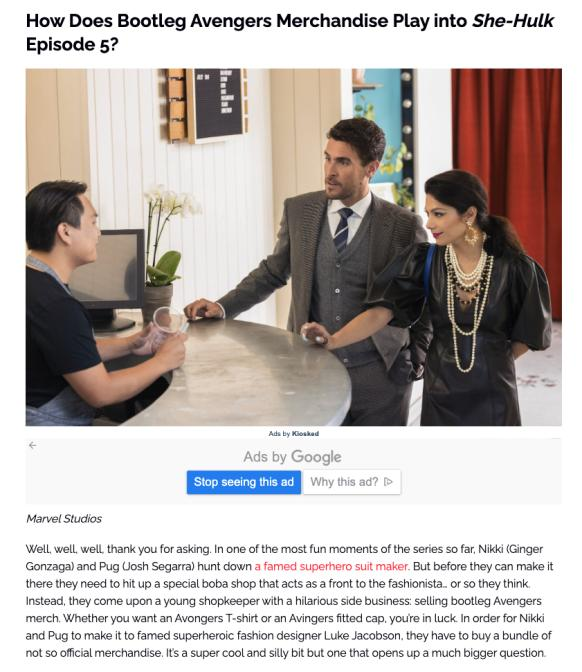 How Does Bootleg Avengers Merchandise Play into She-Hulk
Episode 5?
Ads by Kiosked
Ads by Google
Stop seeing this ad
Why this ad?
Marvel Studios
Well, well, well, thank you for asking. In one of the most fun moments of the series so far, Nikki (Ginger
Gonzaga) and Pug (Josh Segarra) hunt down a famed superhero suit maker. But before they can make it
there they need to hit up a special boba shop that acts as a front to the fashionista… or so they think.
Instead, they come upon a young shopkeeper with a hilarious side business: selling bootleg Avengers
merch. Whether you want an Avongers T-shirt or an Avingers fitted cap, you're in luck. In order for Nikki
and Pug to make it to famed superheroic fashion designer Luke Jacobson, they have to buy a bundle of
not so official merchandise. It's a super cool and silly bit but one that opens up a much bigger question.